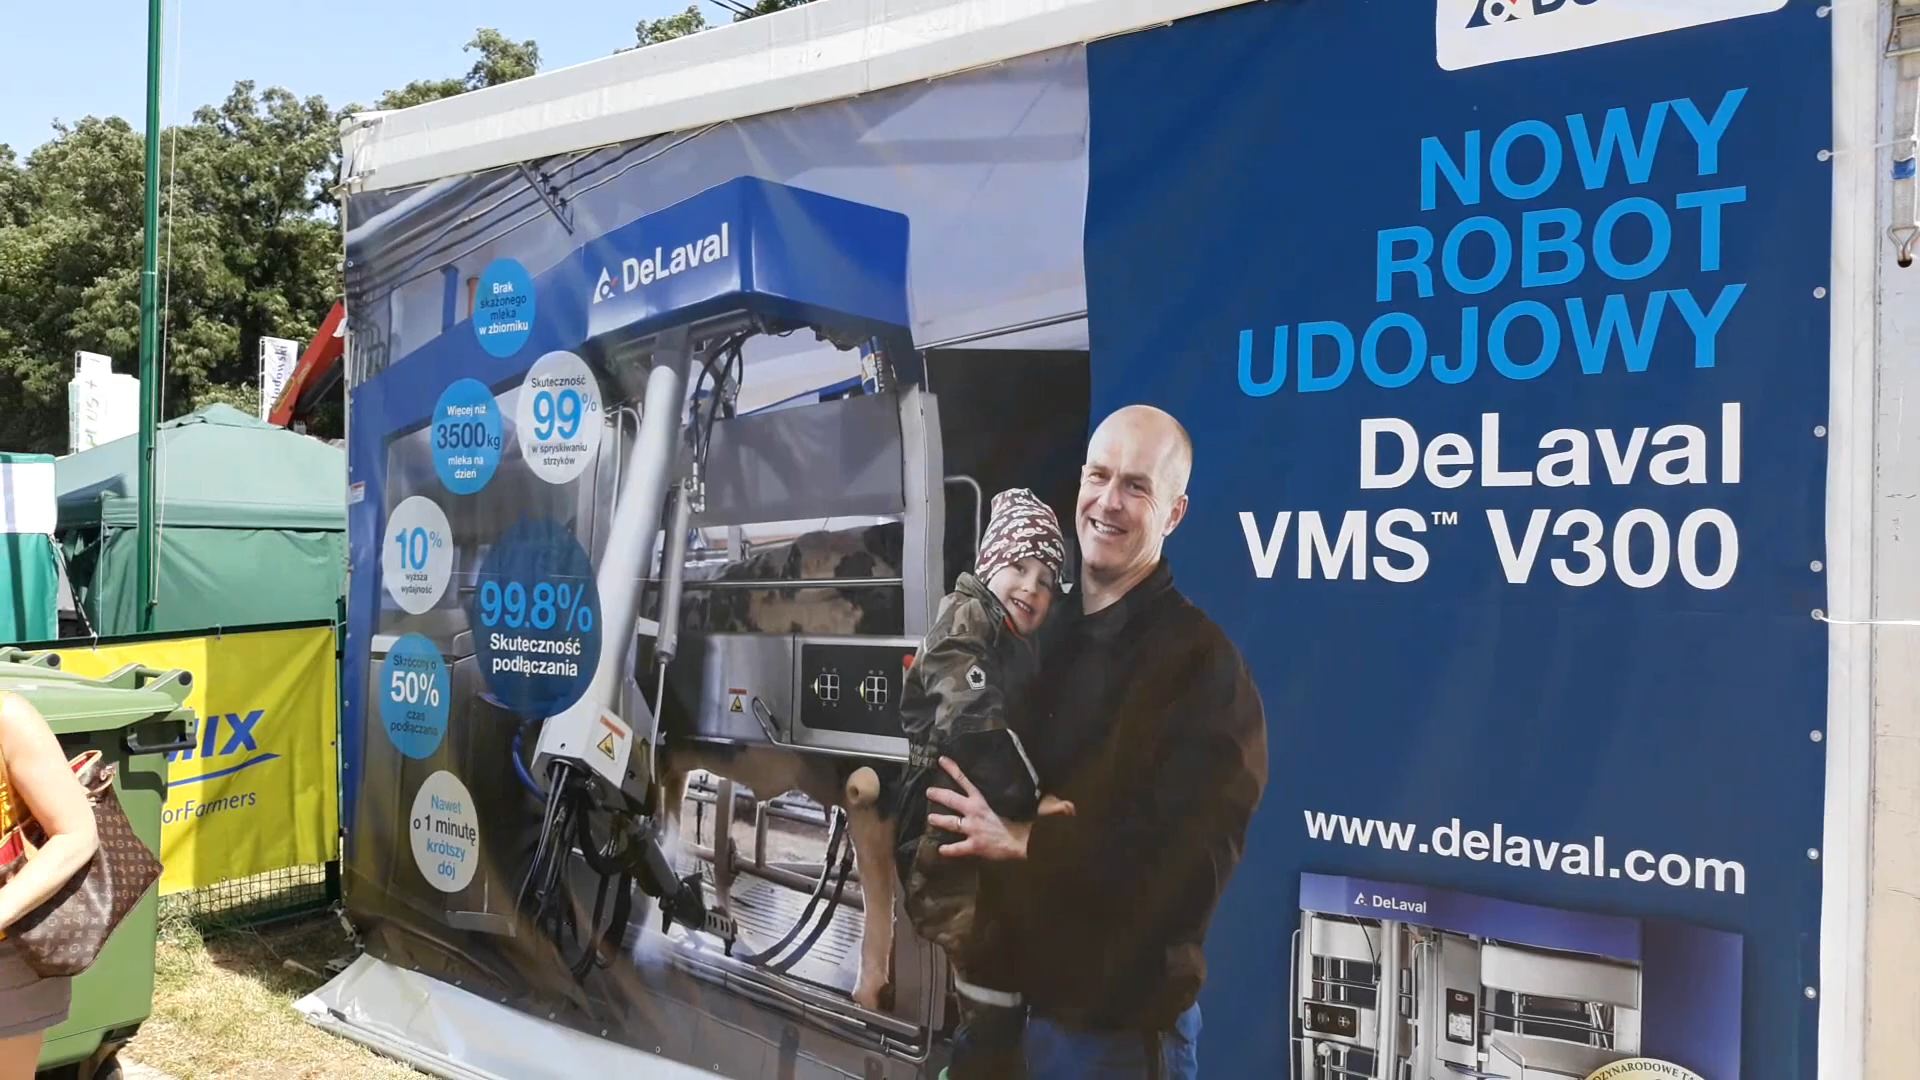 NOWY
ROBOT
UDOJOWY
DeLaval
VMS™ V300
www.delaval.com
DeLaval
DeLaval
Brak
skażonego
mleka
w zbiorniku
Skuteczność
99%
w spryskiwaniu
strzyków
Więcej niż
3500kg
mleka na
dzień
10%
wyższa
wydajność
99.8%
Skuteczność
podłączania
Skrócony o
50%
czas
podłączania
Nawet
o 1 minutę
krótszy
dój
MIX
orFarmers